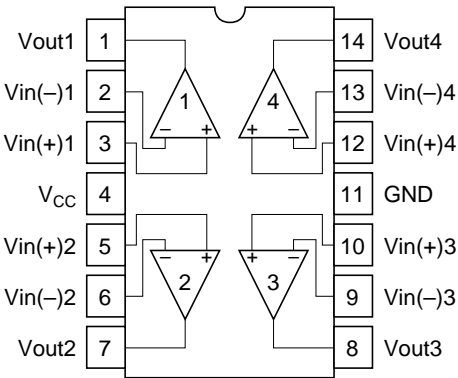 Vout1 1 14 Vout4
Vin(–)1 2 13 Vin(–)4
1 4
– + + –
Vin(+)1 3 12 Vin(+)4
VCC 4 11 GND
Vin(+)2 5 10 Vin(+)3
– + + –
2 3
Vin(–)2 6 9 Vin(–)3
Vout2 7 8 Vout3